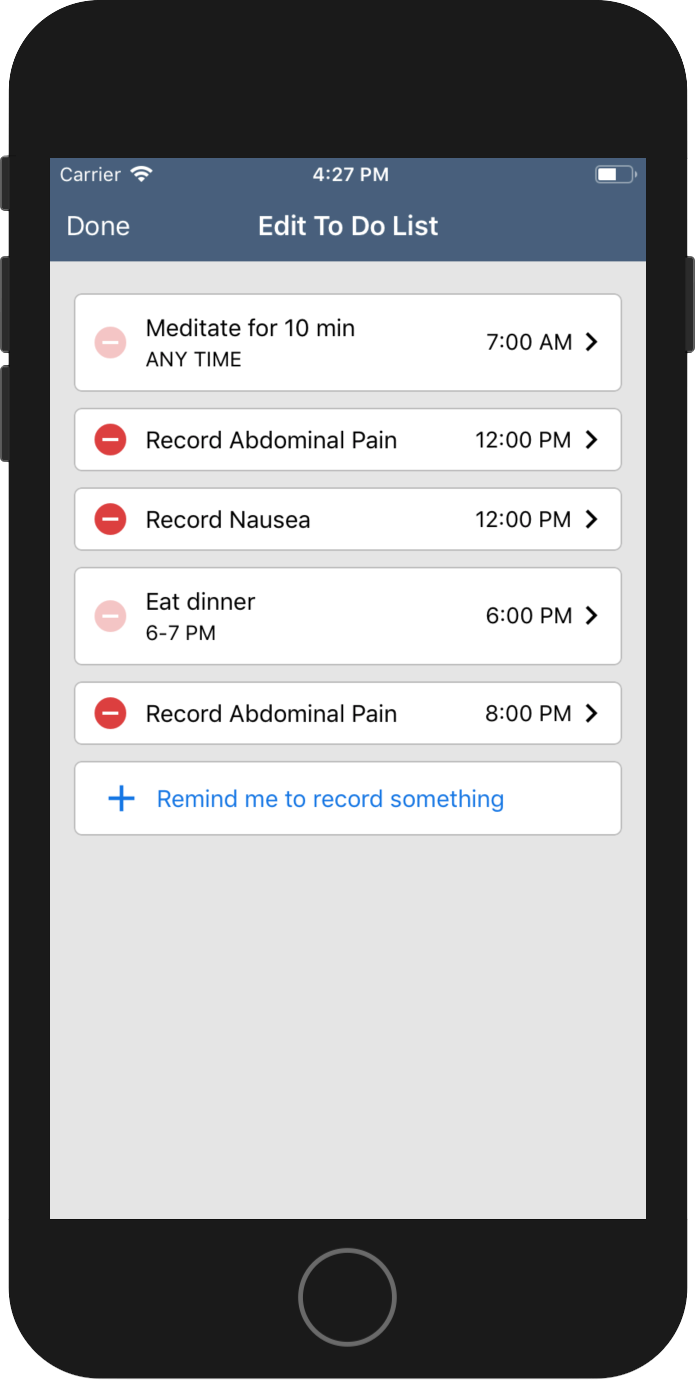 Carrier 4:27 PM
Done Edit To Do List
Meditate for 10 min
ANY TIME
7:00 AM
Record Abdominal Pain 12:00 PM
Record Nausea 12:00 PM
Eat dinner
6-7 PM
6:00 PM
Record Abdominal Pain 8:00 PM
Remind me to record something